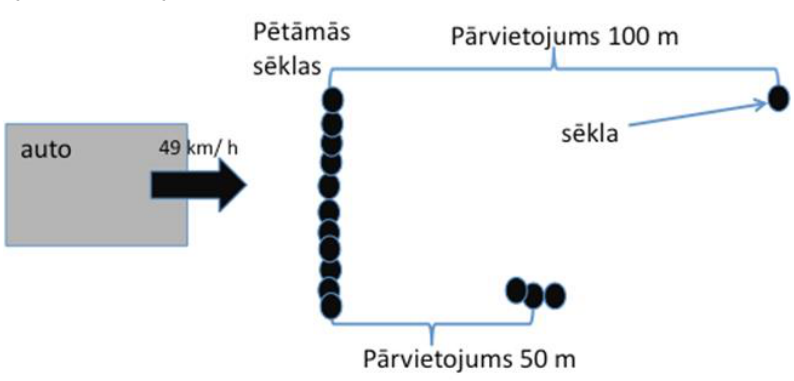 Pētāmās
sēklas
Pārvietojums 100 m
auto
49 km/ h
sēkla
Pārvietojums 50 m